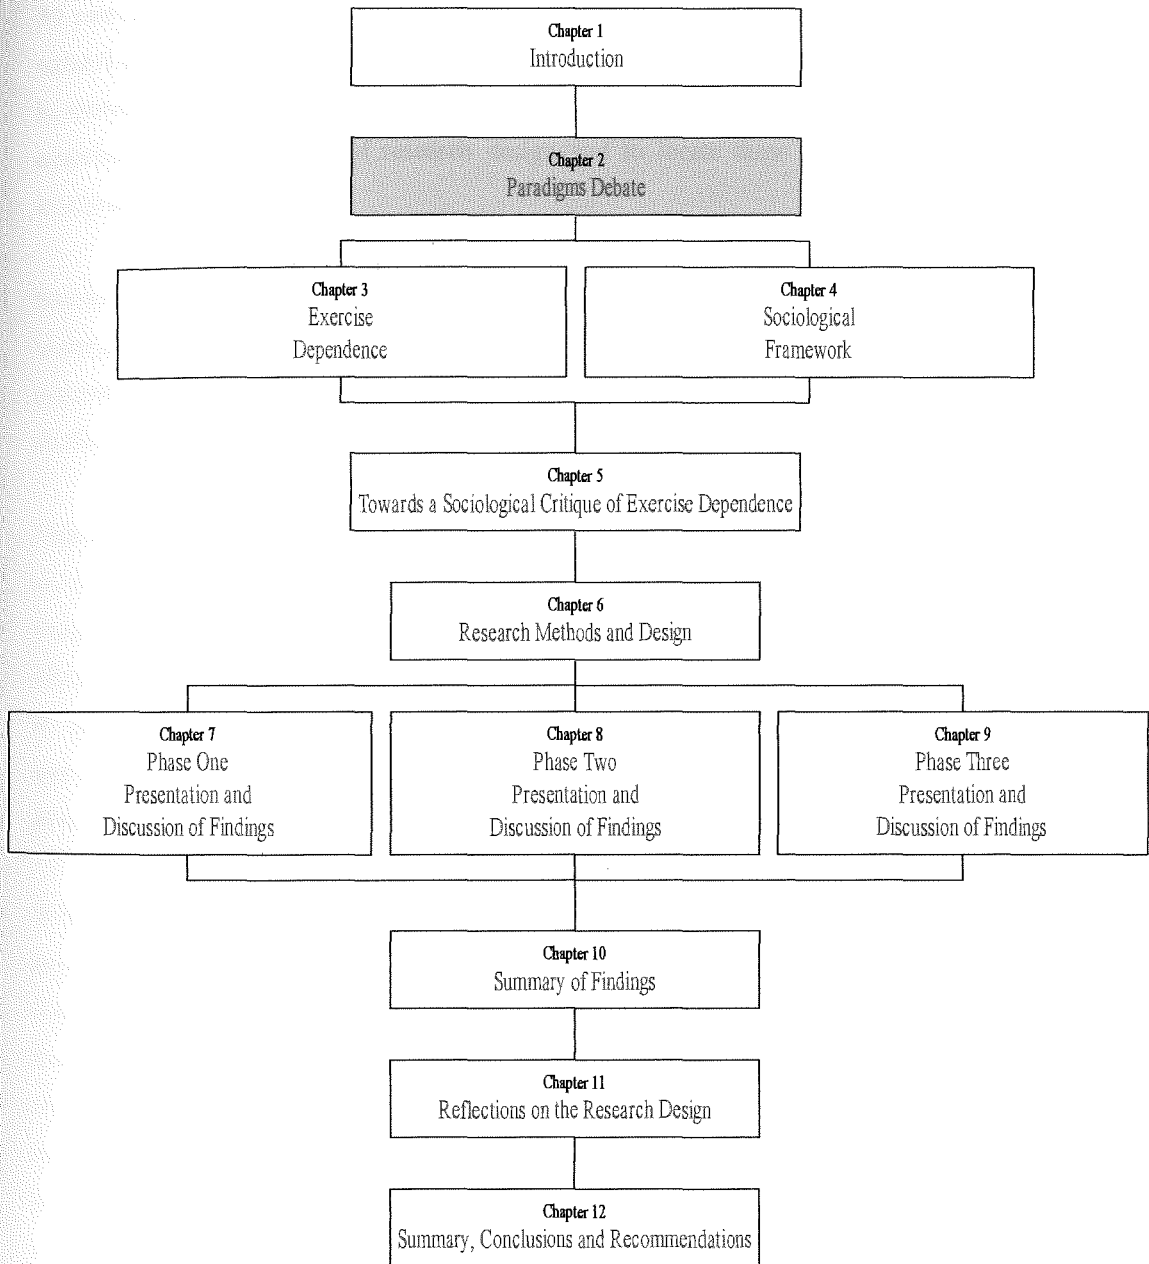 Chapter 1
Introduction
Chapter 2
Paradigms Debate
Chapter 3
Exercise
Dependence
Chapter 4
Sociological
Framework
Chapter 5
Towards a Sociological Critique of Exercise Dependence
Chapter 6
Research Methods and Design
Chapter 7
Phase One
Presentation and
Discussion of Findings
Chapter 8
Phase Two
Presentation and
Discussion of Findings
Chapter 9
Phase Three
Presentation and
Discussion of Findings
Chapter 10
Summary of Findings
Chapter 11
Reflections on the Research Design
Chapter 12
Summary, Conclusions and Recommendations